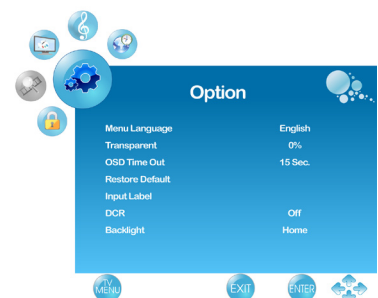 Option
Menu Language English
Transparent 0%
OSD Time Out 15 Sec.
Restore Default
Input Label
DCR Off
Backlight Home
TV MENU EXIT ENTER